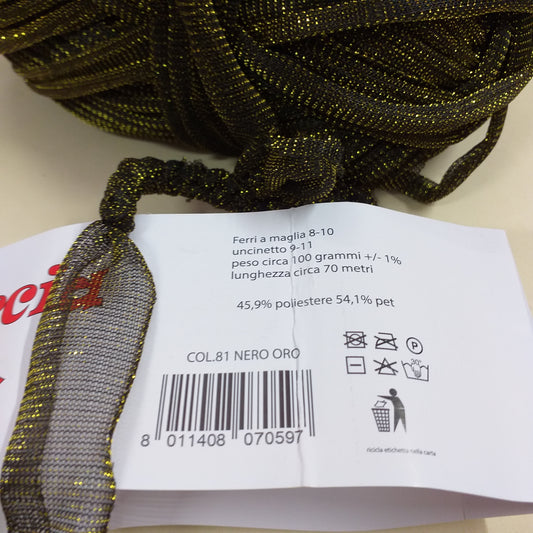 Ferri a maglia 8-10
uncinetto 9-11
peso circa 100 grammi +/- 1%
lunghezza circa 70 metri
45,9% poliestere 54,1% pet
COL.81 NERO ORO
8 011408 070597
P
30°
ricicla etichetta nella carta